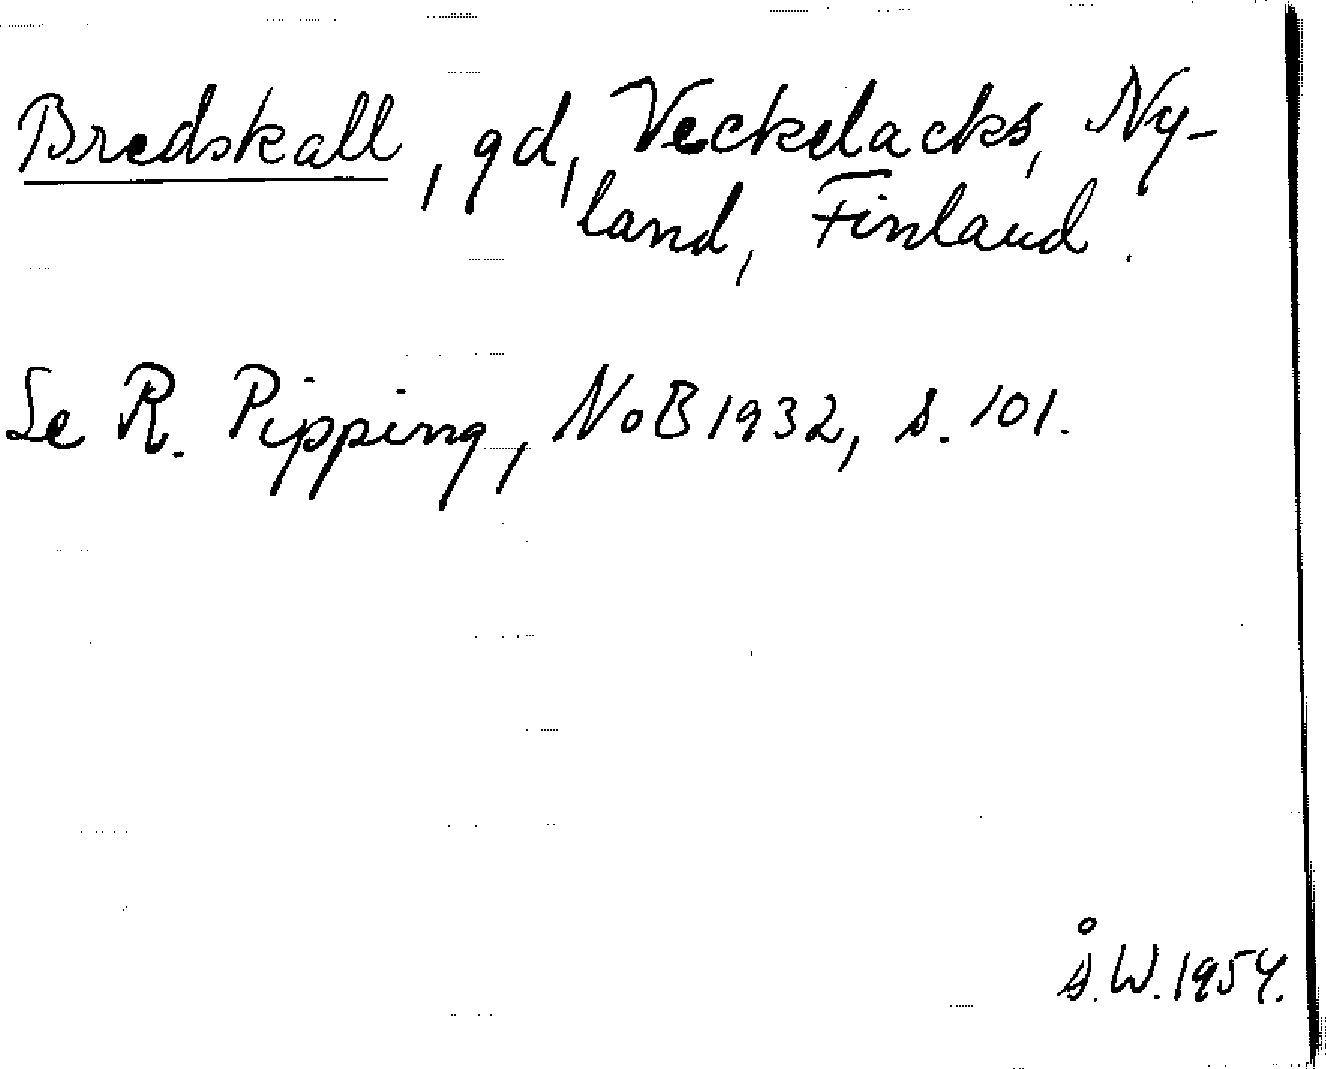 Bredskall, gd, Veckelacks, Ny-
land, Finland.
Se R. Pipping, NoB 1932, s. 101.
Å.W. 1954.